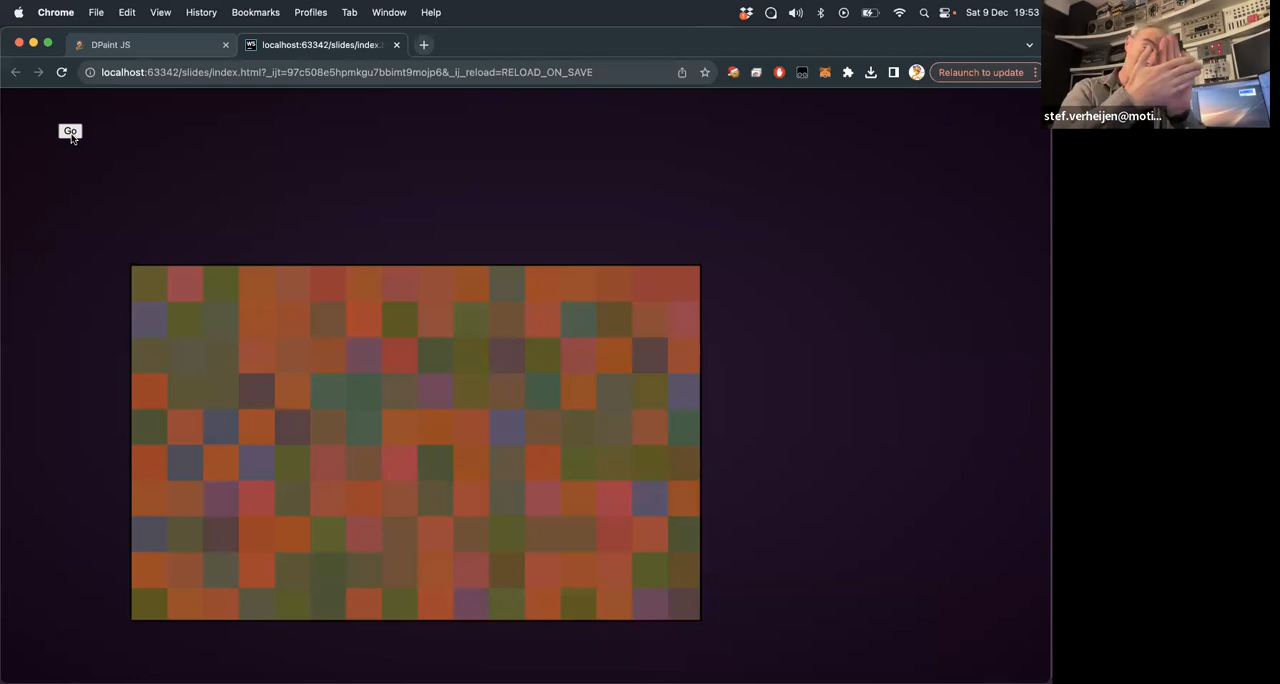 Chrome File Edit View History Bookmarks Profiles Tab Window Help Sat 9 Dec 19:53
DPaint JS localhost:63342/slides/index.
localhost:63342/slides/index.html?_ijt=97c508e5hpmkgu7bbimt9mojp6&_ij_reload=RELOAD_ON_SAVE Relaunch to update
stef.verheijen@moti...
Go